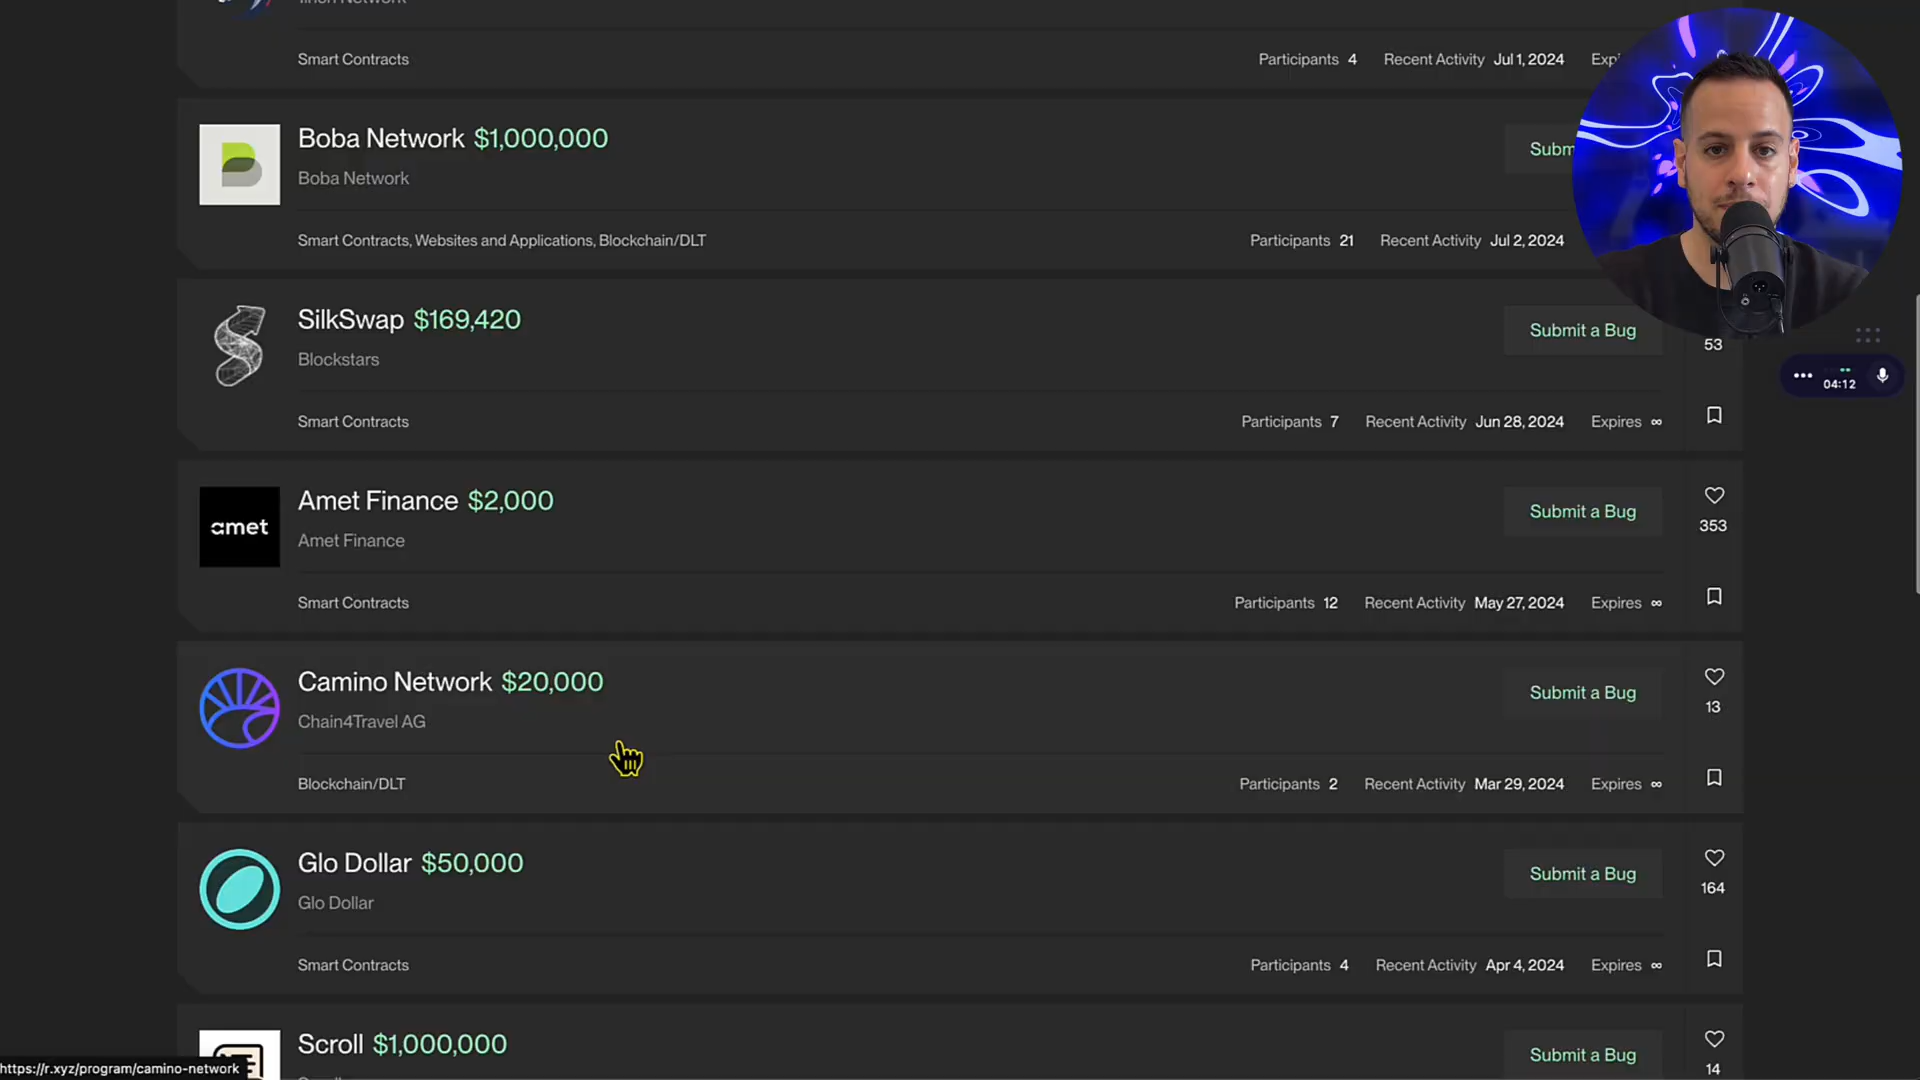 Smart Contracts
Participants 4 Recent Activity Jul 1, 2024
Boba Network $1,000,000
Boba Network
Smart Contracts, Websites and Applications, Blockchain/DLT
Participants 21 Recent Activity Jul 2, 2024
SilkSwap $169,420
Submit a Bug
53
Blockstars
04:12
Smart Contracts
Participants 7 Recent Activity Jun 28, 2024 Expires ∞
amet
Amet Finance $2,000
Submit a Bug
353
Amet Finance
Smart Contracts
Participants 12 Recent Activity May 27, 2024 Expires ∞
Camino Network $20,000
Submit a Bug
13
Chain4Travel AG
Blockchain/DLT
Participants 2 Recent Activity Mar 29, 2024 Expires ∞
Glo Dollar $50,000
Submit a Bug
164
Glo Dollar
Smart Contracts
Participants 4 Recent Activity Apr 4, 2024 Expires ∞
Scroll $1,000,000
Submit a Bug
14
https://r.xyz/program/camino-network